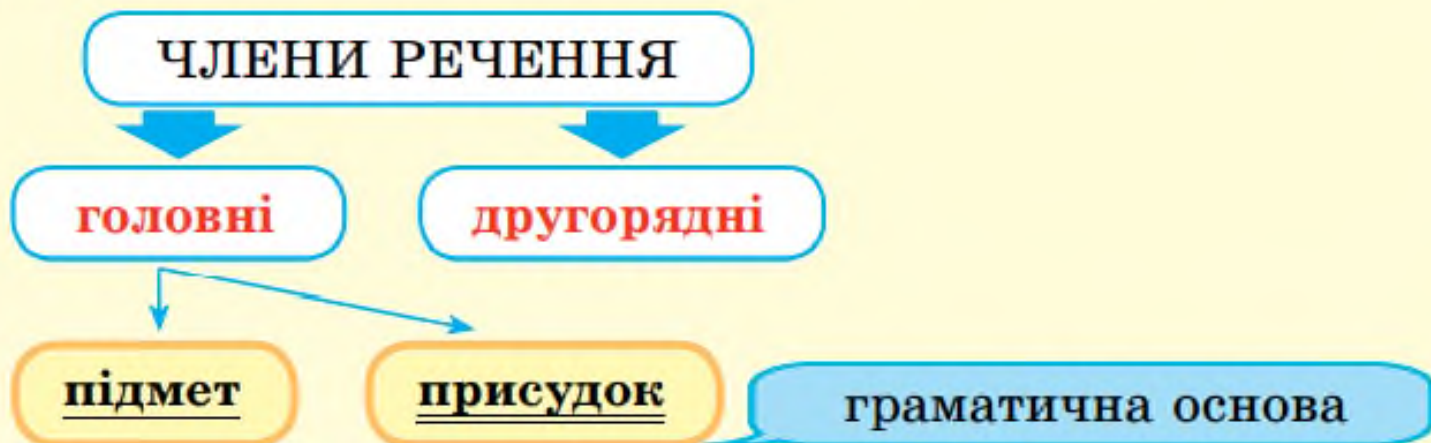 ЧЛЕНИ РЕЧЕННЯ
головні другорядні
підмет присудок граматична основа